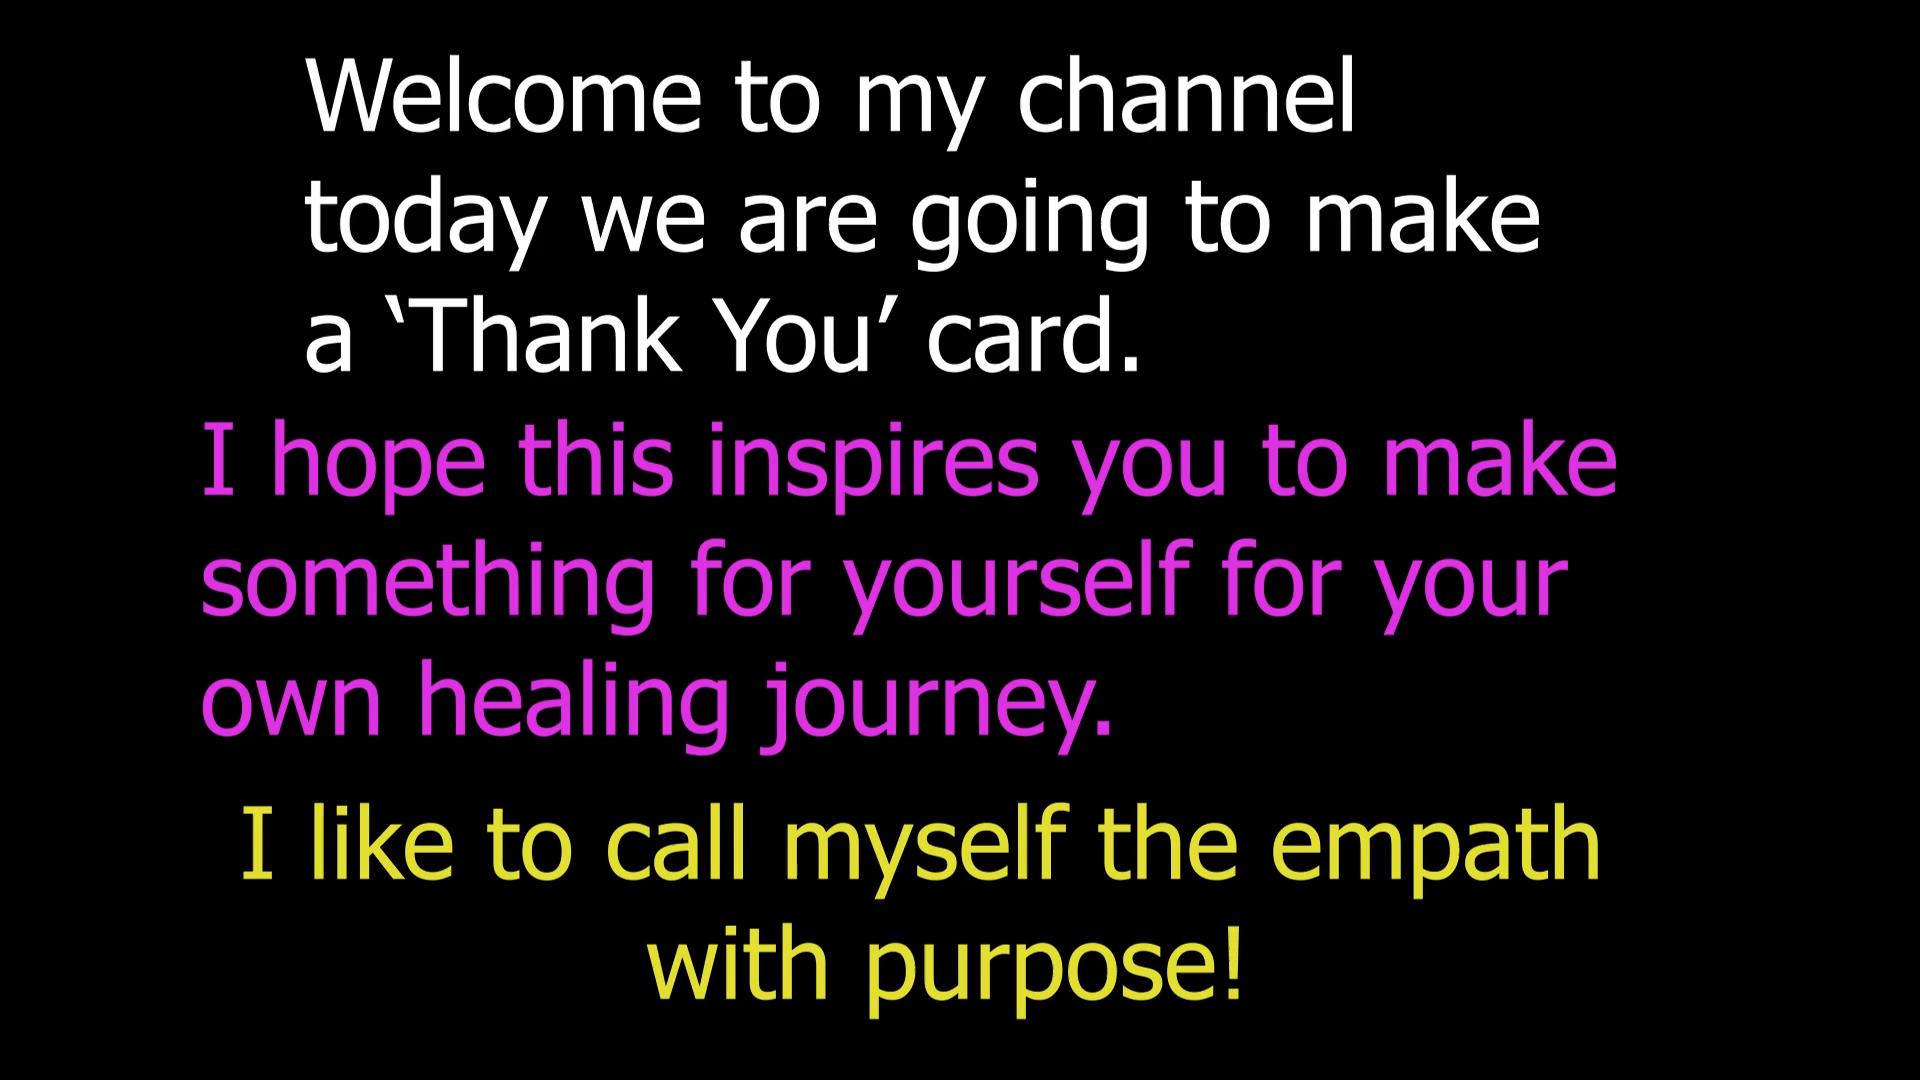 Welcome to my channel
today we are going to make
a ‘Thank You’ card.
I hope this inspires you to make
something for yourself for your
own healing journey.
I like to call myself the empath
with purpose!